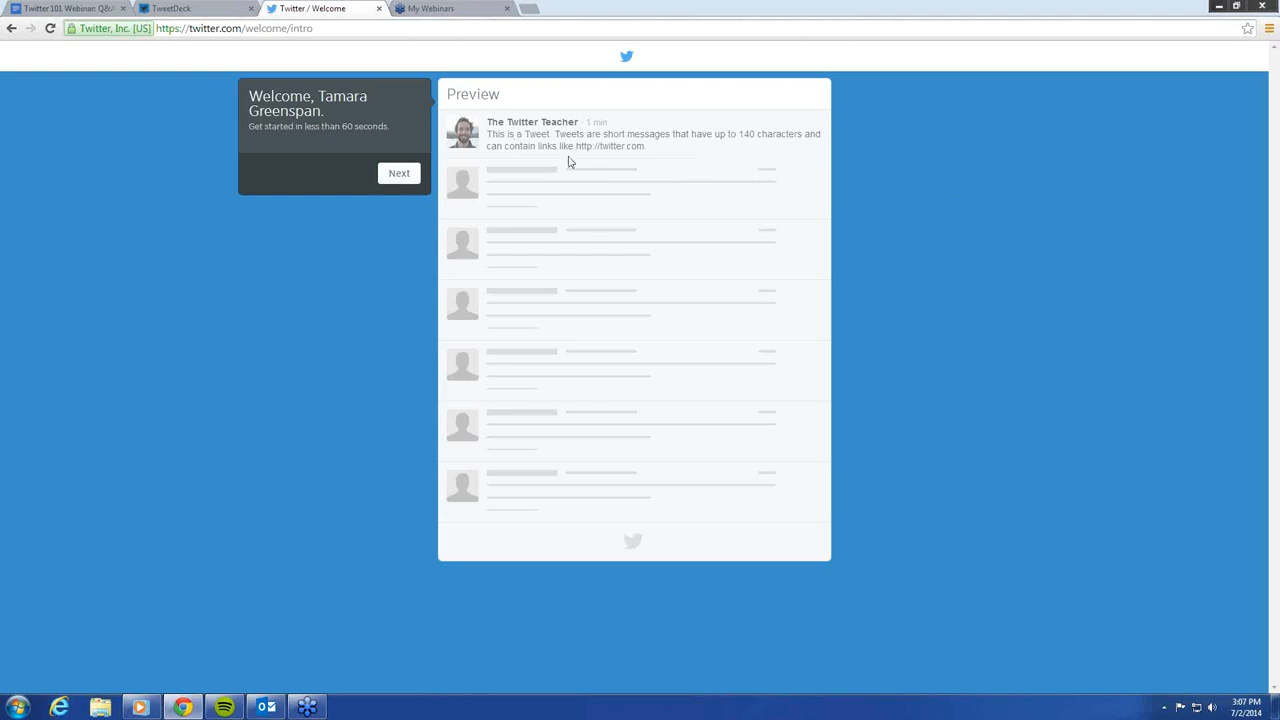 Twitter 101 Webinar: Q&A
TweetDeck
Twitter / Welcome
My Webinars
Twitter, Inc. [US]
https://twitter.com/welcome/intro
Welcome, Tamara
Greenspan.
Get started in less than 60 seconds.
Next
Preview
The Twitter Teacher · 1 min
This is a Tweet. Tweets are short messages that have up to 140 characters and
can contain links like http://twitter.com.
3:07 PM
7/2/2014